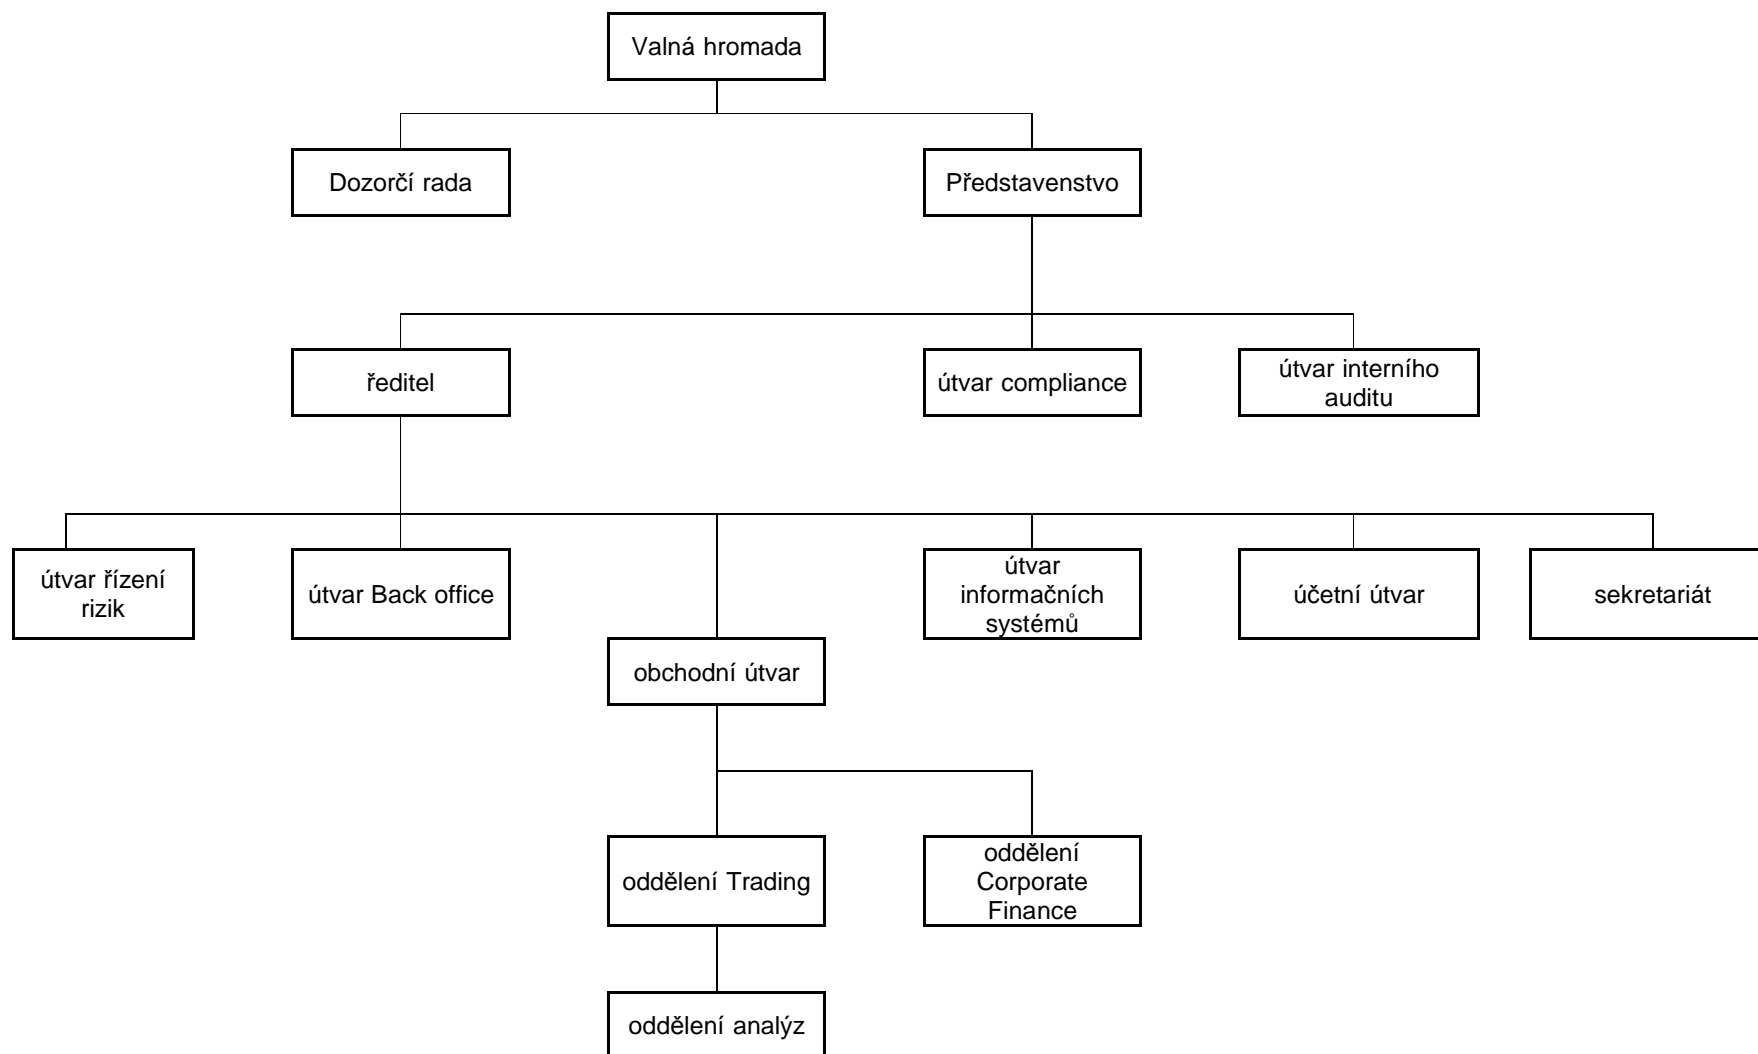 Valná hromada
Dozorčí rada
Představenstvo
ředitel
útvar compliance
útvar interního
auditu
útvar řízení
rizik
útvar Back office
útvar
informačních
systémů
účetní útvar
sekretariát
obchodní útvar
oddělení Trading
oddělení
Corporate
Finance
oddělení analýz